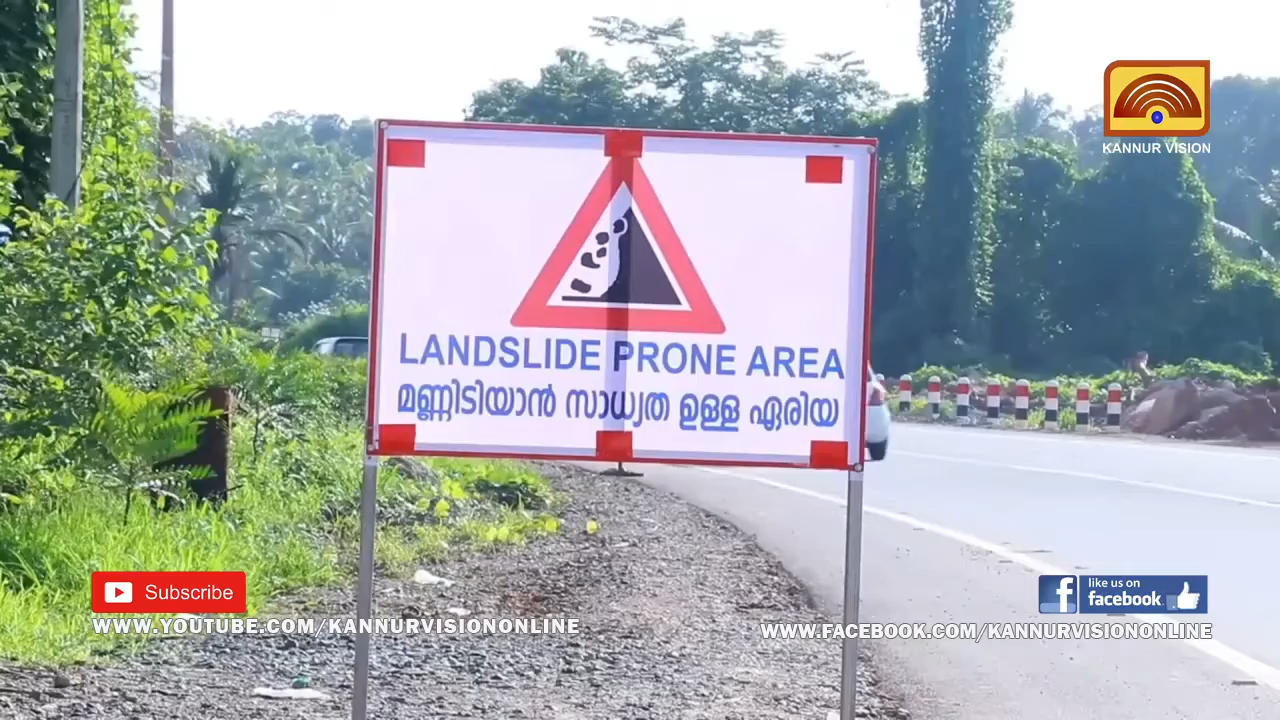 KANNUR VISION
LANDSLIDE PRONE AREA
മണ്ണിടിയാൻ സാധ്യത ഉള്ള ഏരിയ
Subscribe
WWW.YOUTUBE.COM/KANNURVISIONONLINE
like us on
facebook
WWW.FACEBOOK.COM/KANNURVISIONONLINE